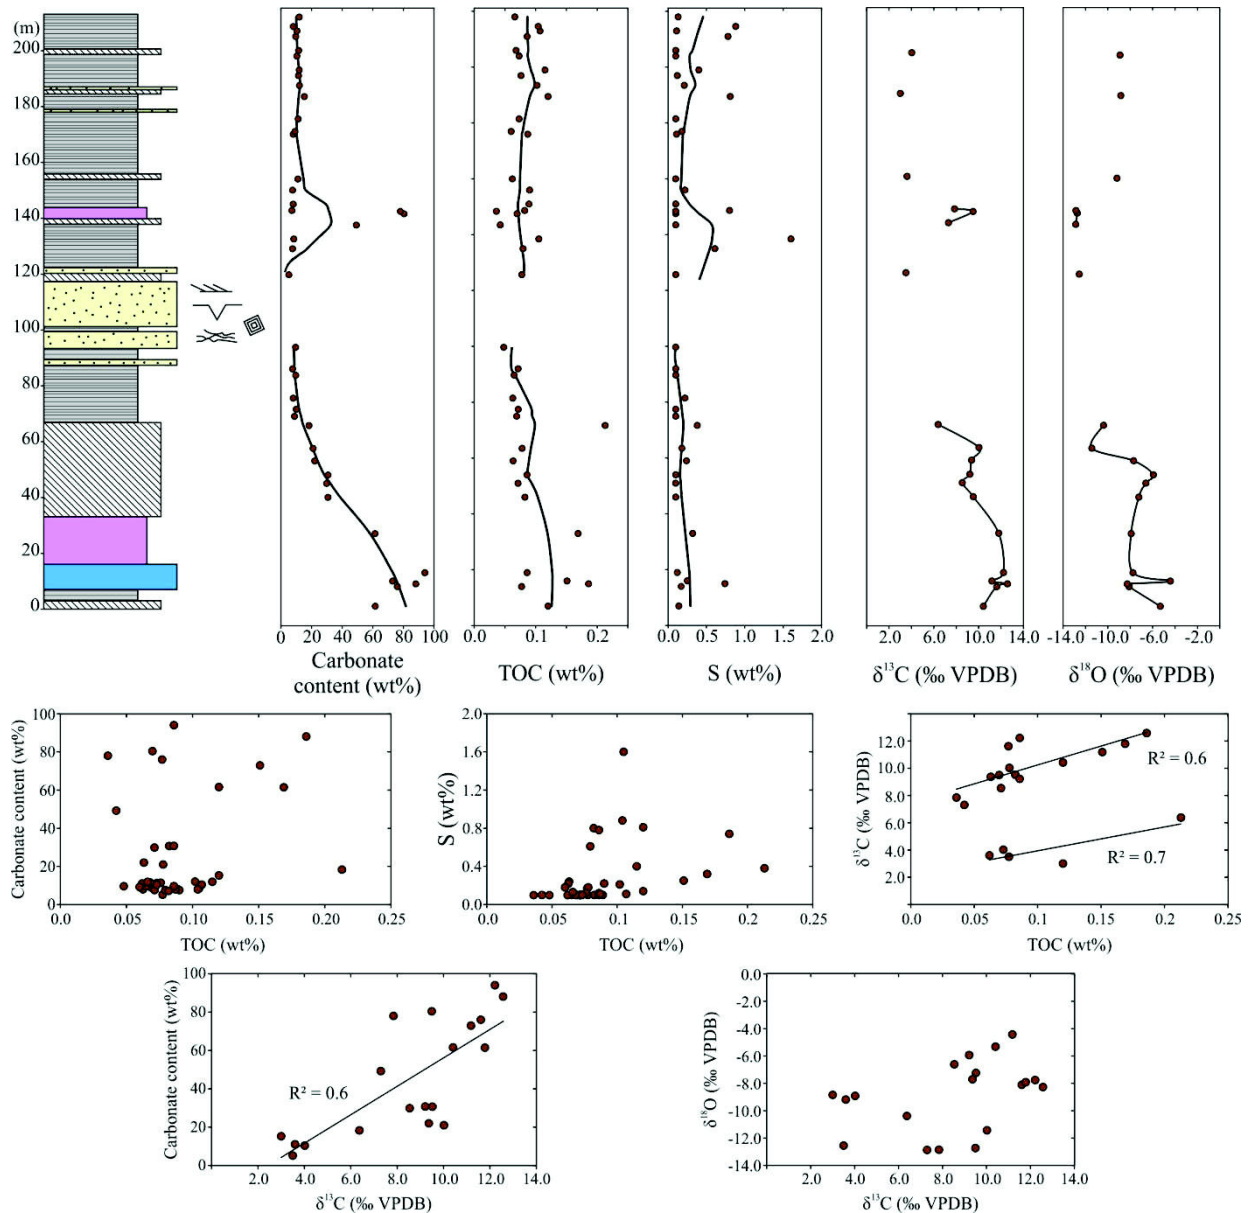 (m)
200
180
160
140
120
100
80
60
40
20
0
0 20 40 60 80 100
Carbonate
content (wt%)
0.0 0.1 0.2
TOC (wt%)
0.0 0.5 1.0 1.5 2.0
S (wt%)
2.0 6.0 10.0 14.0
δ¹³C (‰ VPDB)
-14.0 -10.0 -6.0 -2.0
δ¹⁸O (‰ VPDB)
Carbonate content (wt%)
100
80
60
40
20
0
0.0 0.05 0.1 0.15 0.2 0.25
TOC (wt%)
S (wt%)
2.0
1.6
1.2
0.8
0.4
0.0
0.0 0.05 0.1 0.15 0.2 0.25
TOC (wt%)
δ¹³C (‰ VPDB)
12.0
10.0
8.0
6.0
4.0
2.0
R² = 0.6
R² = 0.7
0.0 0.05 0.1 0.15 0.2 0.25
TOC (wt%)
Carbonate content (wt%)
100
80
60
40
20
0
R² = 0.6
2.0 4.0 6.0 8.0 10.0 12.0 14.0
δ¹³C (‰ VPDB)
δ¹⁸O (‰ VPDB)
0.0
-2.0
-4.0
-6.0
-8.0
-10.0
-12.0
-14.0
2.0 4.0 6.0 8.0 10.0 12.0 14.0
δ¹³C (‰ VPDB)